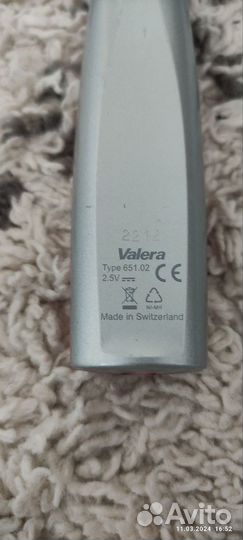 2212
Valera
Type 651.02
2.5V
CE
Ni-MH
Made in Switzerland
11.03.2024 16:52
Avito